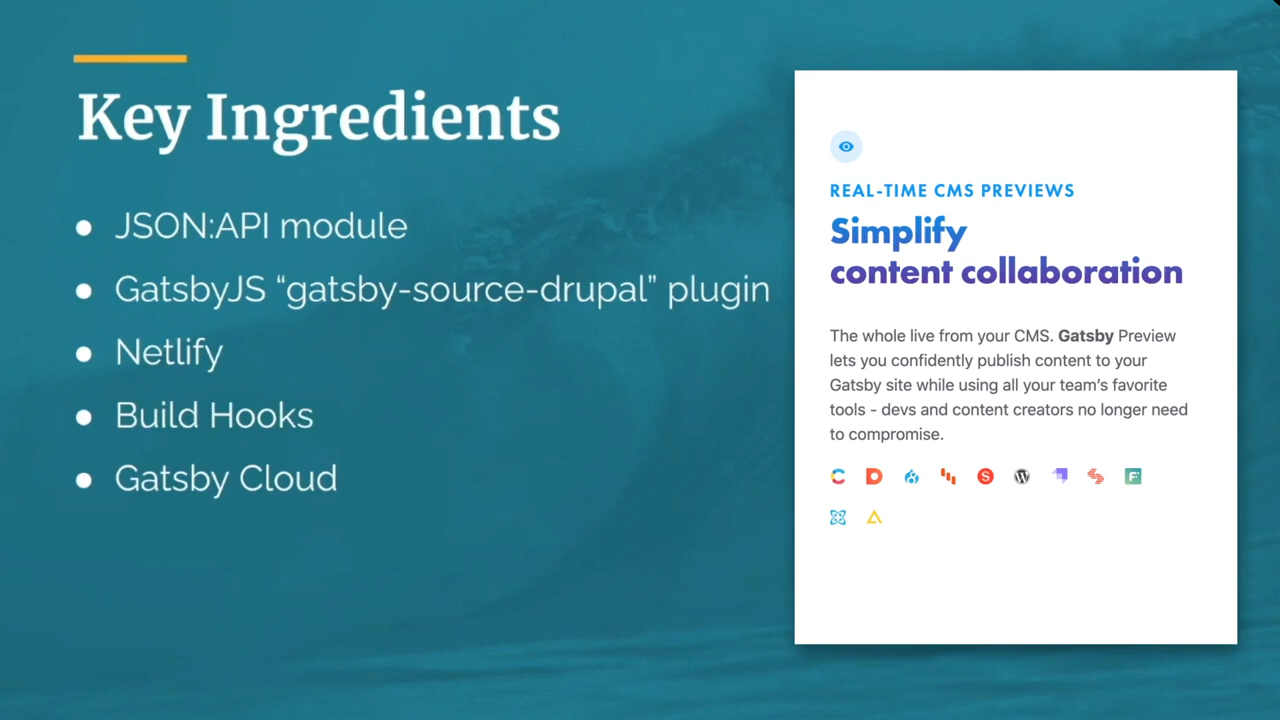 Key Ingredients
● JSON:API module
● GatsbyJS “gatsby-source-drupal” plugin
● Netlify
● Build Hooks
● Gatsby Cloud
REAL-TIME CMS PREVIEWS
Simplify
content collaboration
The whole live from your CMS. Gatsby Preview
lets you confidently publish content to your
Gatsby site while using all your team’s favorite
tools - devs and content creators no longer need
to compromise.